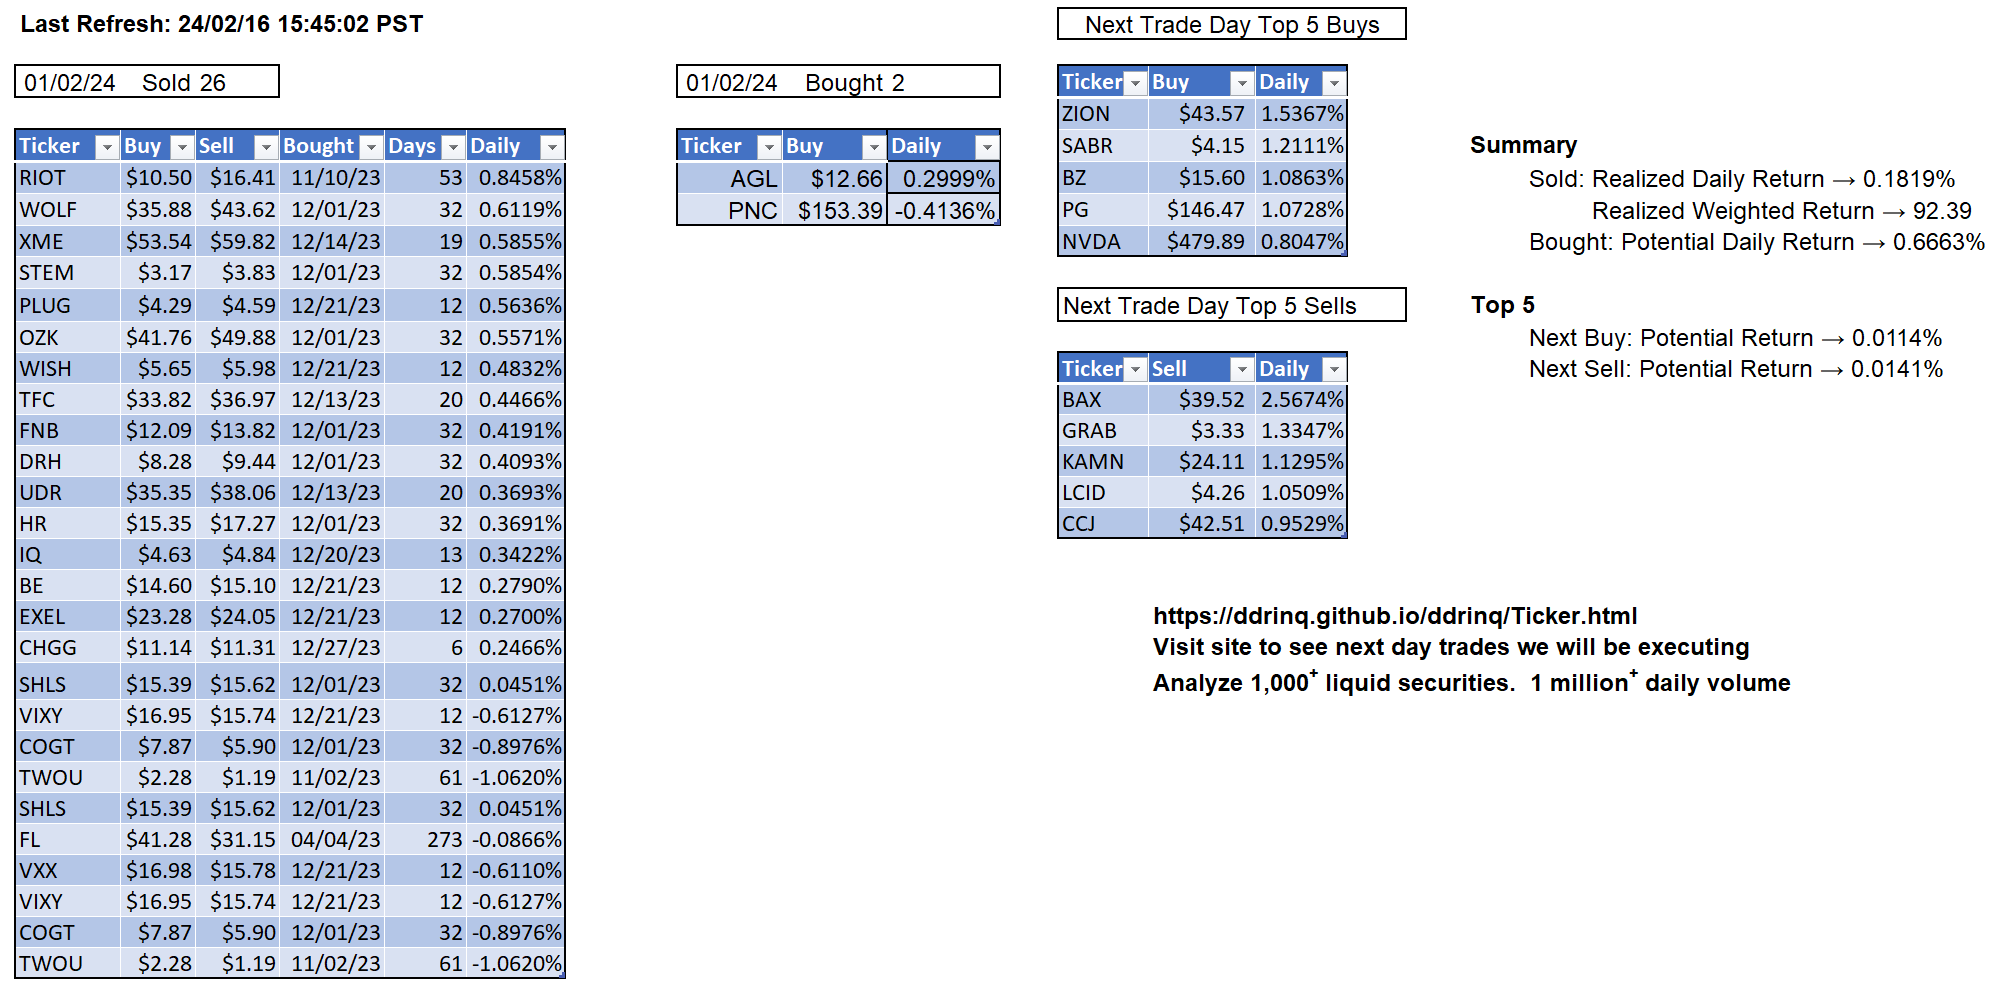 Last Refresh: 24/02/16 15:45:02 PST
01/02/24 Sold 26
Ticker Buy Sell Bought Days Daily
RIOT $10.50 $16.41 11/10/23 53 0.8458%
WOLF $35.88 $43.62 12/01/23 32 0.6119%
XME $53.54 $59.82 12/14/23 19 0.5855%
STEM $3.17 $3.83 12/01/23 32 0.5854%
PLUG $4.29 $4.59 12/21/23 12 0.5636%
OZK $41.76 $49.88 12/01/23 32 0.5571%
WISH $5.65 $5.98 12/21/23 12 0.4832%
TFC $33.82 $36.97 12/13/23 20 0.4466%
FNB $12.09 $13.82 12/01/23 32 0.4191%
DRH $8.28 $9.44 12/01/23 32 0.4093%
UDR $35.35 $38.06 12/13/23 20 0.3693%
HR $15.35 $17.27 12/01/23 32 0.3691%
IQ $4.63 $4.84 12/20/23 13 0.3422%
BE $14.60 $15.10 12/21/23 12 0.2790%
EXEL $23.28 $24.05 12/21/23 12 0.2700%
CHGG $11.14 $11.31 12/27/23 6 0.2466%
SHLS $15.39 $15.62 12/01/23 32 0.0451%
VIXY $16.95 $15.74 12/21/23 12 -0.6127%
COGT $7.87 $5.90 12/01/23 32 -0.8976%
TWOU $2.28 $1.19 11/02/23 61 -1.0620%
SHLS $15.39 $15.62 12/01/23 32 0.0451%
FL $41.28 $31.15 04/04/23 273 -0.0866%
VXX $16.98 $15.78 12/21/23 12 -0.6110%
VIXY $16.95 $15.74 12/21/23 12 -0.6127%
COGT $7.87 $5.90 12/01/23 32 -0.8976%
TWOU $2.28 $1.19 11/02/23 61 -1.0620%
01/02/24 Bought 2
Ticker Buy Daily
AGL $12.66 0.2999%
PNC $153.39 -0.4136%
Next Trade Day Top 5 Buys
Ticker Buy Daily
ZION $43.57 1.5367%
SABR $4.15 1.2111%
BZ $15.60 1.0863%
PG $146.47 1.0728%
NVDA $479.89 0.8047%
Next Trade Day Top 5 Sells
Ticker Sell Daily
BAX $39.52 2.5674%
GRAB $3.33 1.3347%
KAMN $24.11 1.1295%
LCID $4.26 1.0509%
CCJ $42.51 0.9529%
Summary
Sold: Realized Daily Return → 0.1819%
Realized Weighted Return → 92.39
Bought: Potential Daily Return → 0.6663%
Top 5
Next Buy: Potential Return → 0.0114%
Next Sell: Potential Return → 0.0141%
https://ddrinq.github.io/ddrinq/Ticker.html
Visit site to see next day trades we will be executing
Analyze 1,000+ liquid securities. 1 million+ daily volume